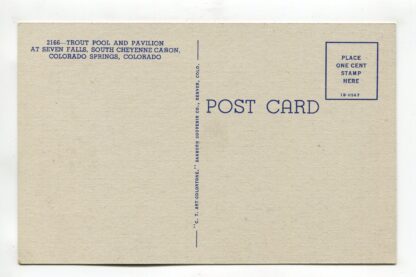 2166—TROUT POOL AND PAVILION
AT SEVEN FALLS, SOUTH CHEYENNE CANON,
COLORADO SPRINGS, COLORADO
"C. T. ART-COLORTONE," SANBORN SOUVENIR CO., DENVER, COLO.
POST CARD
PLACE
ONE CENT
STAMP
HERE